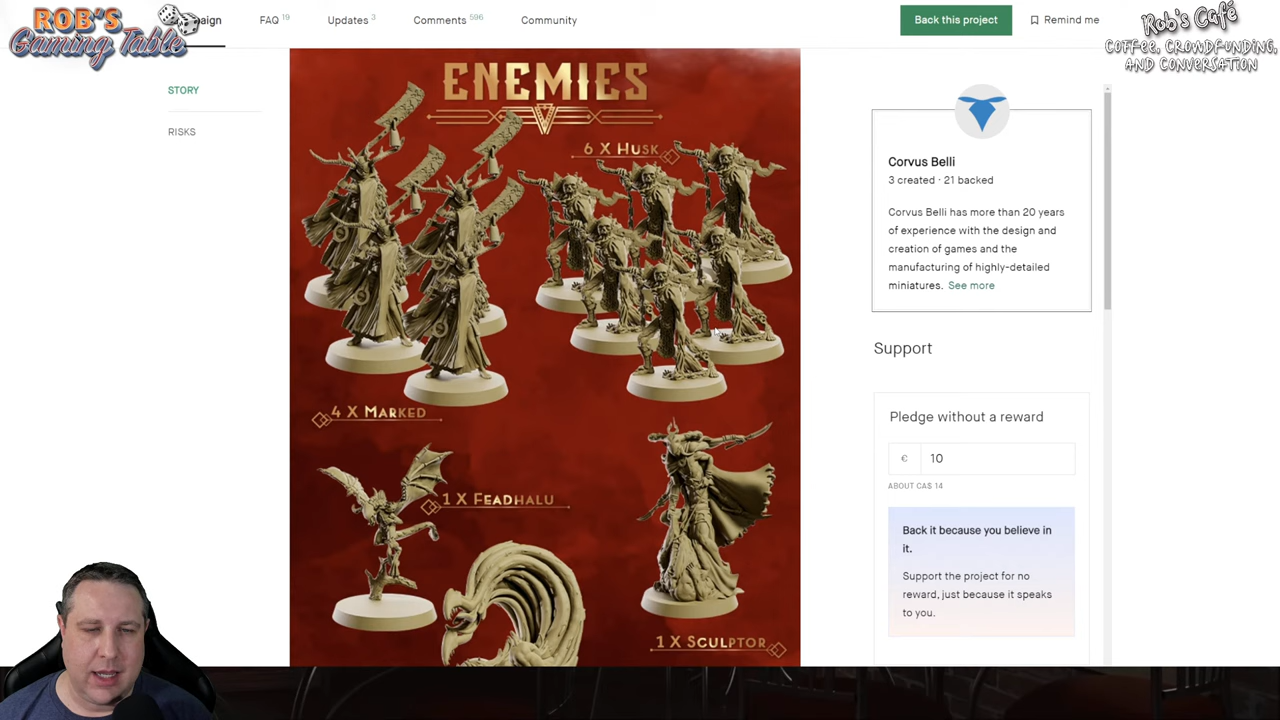 ROB'S
Gaming Table
paign
FAQ 19
Updates 3
Comments 596
Community
Back this project
Remind me
Rob's Café
Coffee, Crowdfunding,
and Conversation
STORY
RISKS
ENEMIES
6 X HUSK
4 X MARKED
1 X FEADHALU
1 X SCULPTOR
Corvus Belli
3 created · 21 backed
Corvus Belli has more than 20 years
of experience with the design and
creation of games and the
manufacturing of highly-detailed
miniatures. See more
Support
Pledge without a reward
€ 10
ABOUT CA$ 14
Back it because you believe in
it.
Support the project for no
reward, just because it speaks
to you.